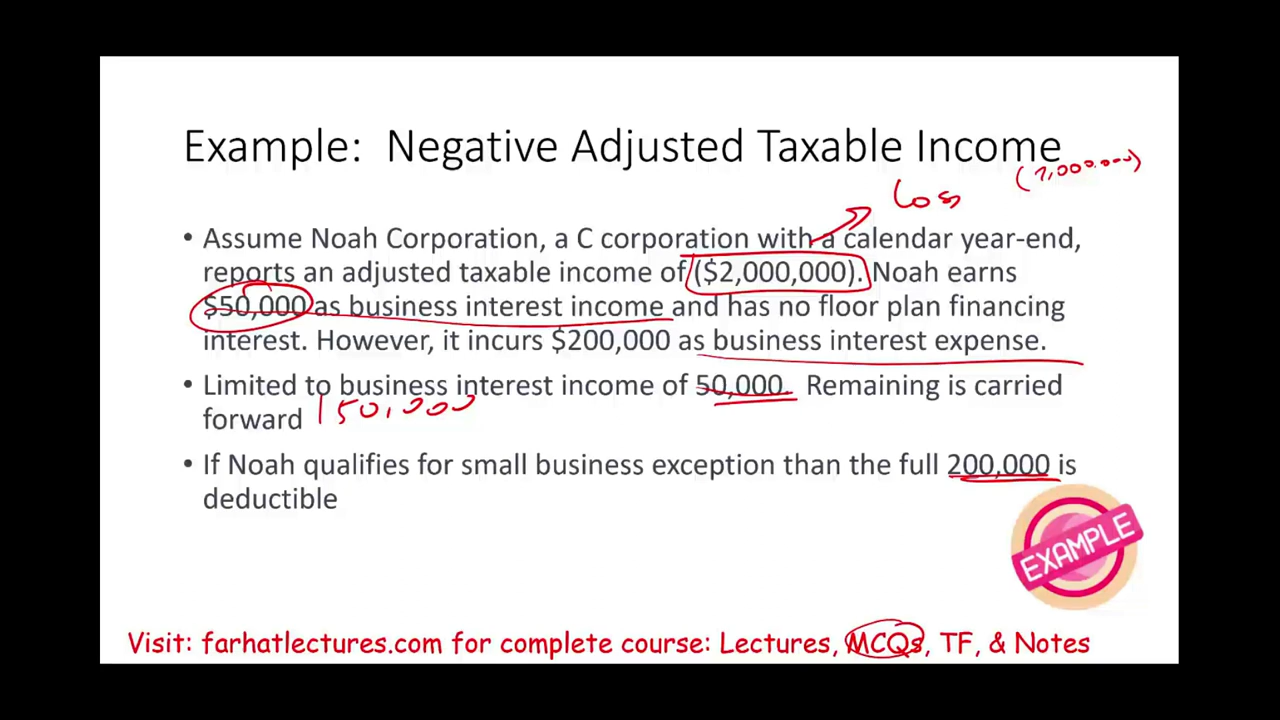 Example: Negative Adjusted Taxable Income
Loss
• Assume Noah Corporation, a C corporation with a calendar year-end,
reports an adjusted taxable income of ($2,000,000). Noah earns
$50,000 as business interest income and has no floor plan financing
interest. However, it incurs $200,000 as business interest expense.
• Limited to business interest income of 50,000. Remaining is carried
forward 150,000
• If Noah qualifies for small business exception than the full 200,000 is
deductible
EXAMPLE
Visit: farhatlectures.com for complete course: Lectures, MCQs, TF, & Notes